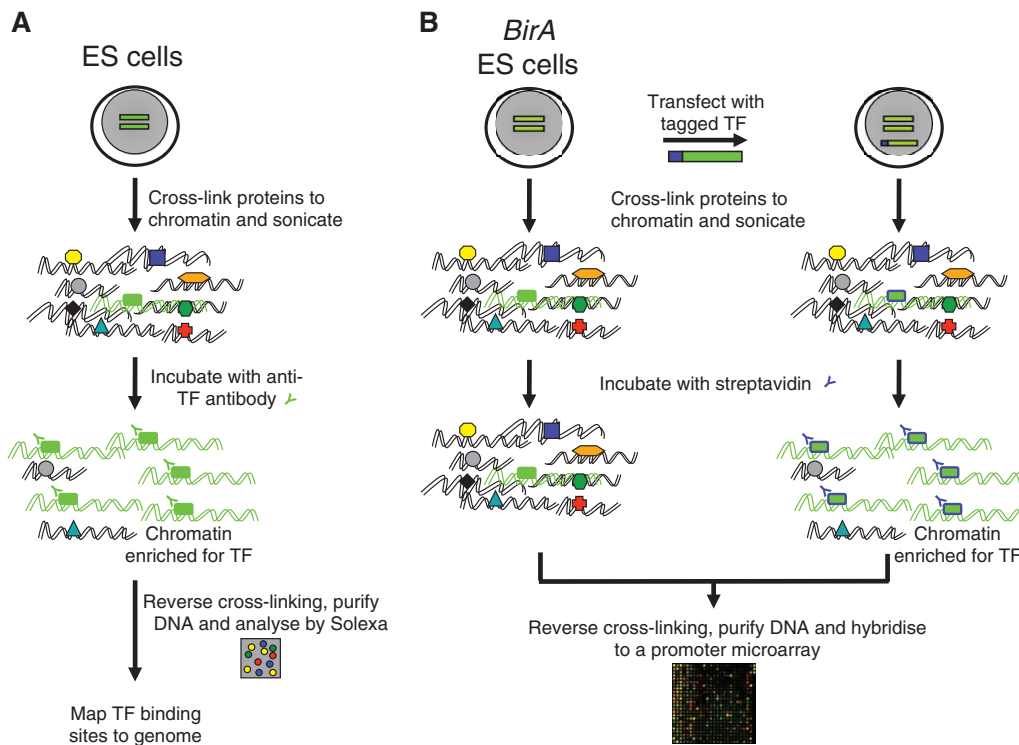 A
ES cells
Cross-link proteins to
chromatin and sonicate
Incubate with anti-
TF antibody
Chromatin
enriched for TF
Reverse cross-linking, purify
DNA and analyse by Solexa
Map TF binding
sites to genome
B
BirA
ES cells
Transfect with
tagged TF
Cross-link proteins to
chromatin and sonicate
Incubate with streptavidin
Chromatin
enriched for TF
Reverse cross-linking, purify DNA and hybridise
to a promoter microarray